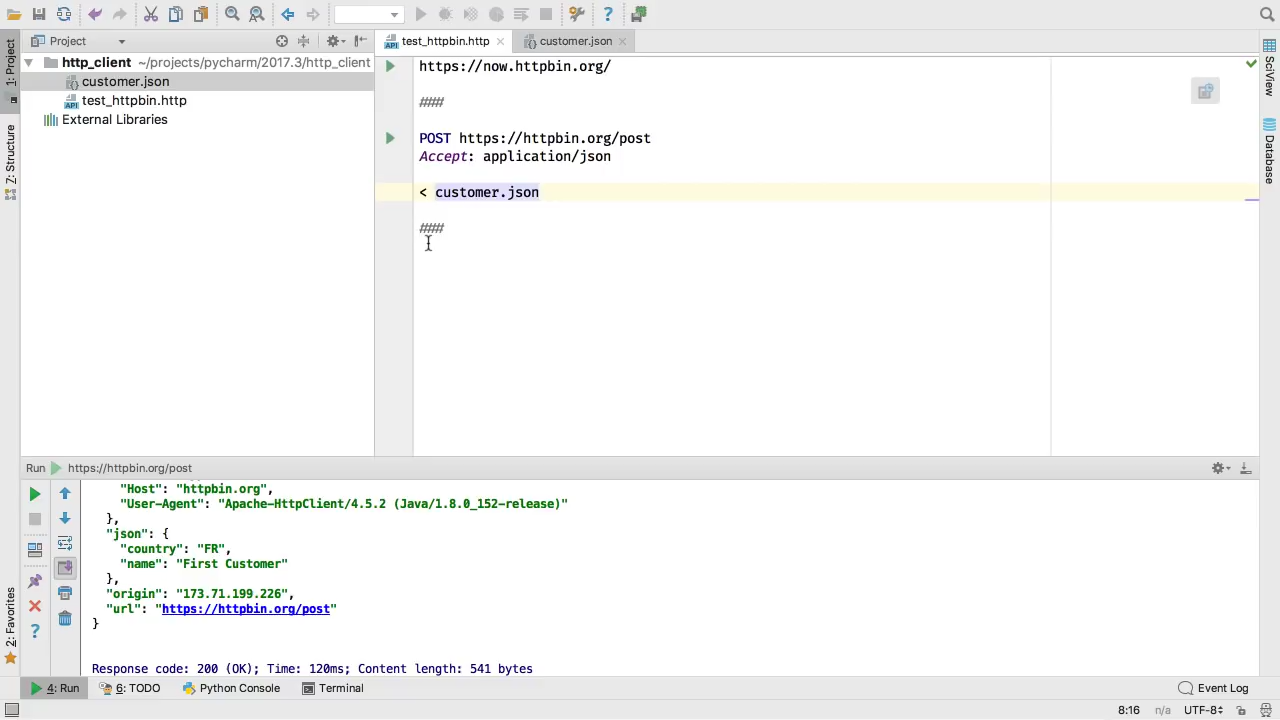 Project
test_httpbin.http
customer.json
1: Project
http_client ~/projects/pycharm/2017.3/http_client
customer.json
test_httpbin.http
External Libraries
Z: Structure
2: Favorites
https://now.httpbin.org/
###
POST https://httpbin.org/post
Accept: application/json
< customer.json
###
SciView
Database
Run https://httpbin.org/post
"Host": "httpbin.org",
"User-Agent": "Apache-HttpClient/4.5.2 (Java/1.8.0_152-release)"
},
"json": {
"country": "FR",
"name": "First Customer"
},
"origin": "173.71.199.226",
"url": "https://httpbin.org/post"
}
Response code: 200 (OK); Time: 120ms; Content length: 541 bytes
4: Run
6: TODO
Python Console
Terminal
Event Log
8:16 n/a UTF-8